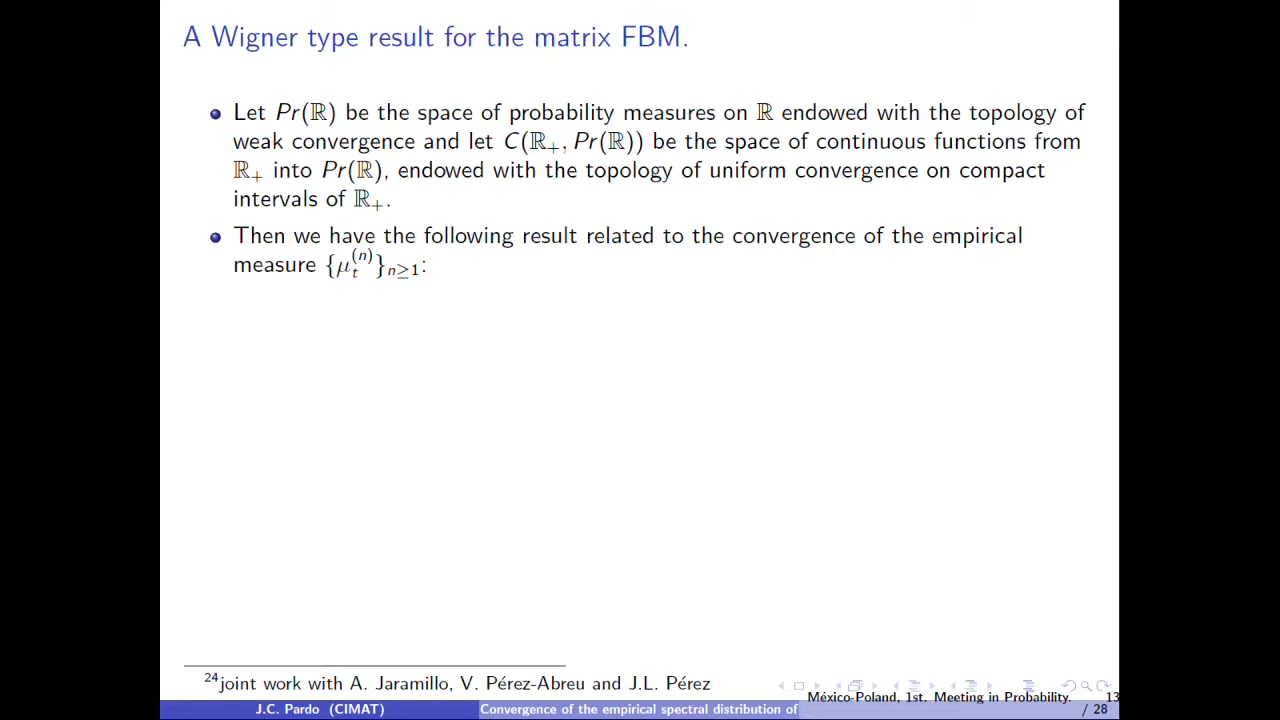 A Wigner type result for the matrix FBM.
Let Pr(ℝ) be the space of probability measures on ℝ endowed with the topology of
weak convergence and let C(ℝ₊, Pr(ℝ)) be the space of continuous functions from
ℝ₊ into Pr(ℝ), endowed with the topology of uniform convergence on compact
intervals of ℝ₊.
Then we have the following result related to the convergence of the empirical
measure {μ_t^{(n)}}_{n≥1}:
24 joint work with A. Jaramillo, V. Pérez-Abreu and J.L. Pérez
México-Poland, 1st. Meeting in Probability. 13
J.C. Pardo (CIMAT) Convergence of the empirical spectral distribution of / 28